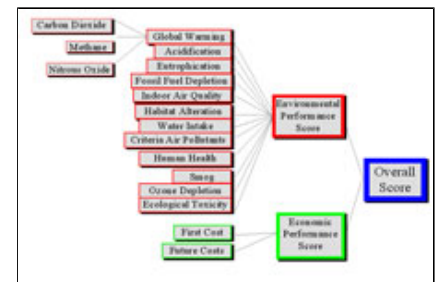 Carbon Dioxide
Methane
Nitrous Oxide
Global Warming
Acidification
Eutrophication
Fossil Fuel Depletion
Indoor Air Quality
Habitat Alteration
Water Intake
Criteria Air Pollutants
Human Health
Smog
Ozone Depletion
Ecological Toxicity
Environmental
Performance
Score
First Cost
Future Costs
Economic
Performance
Score
Overall
Score